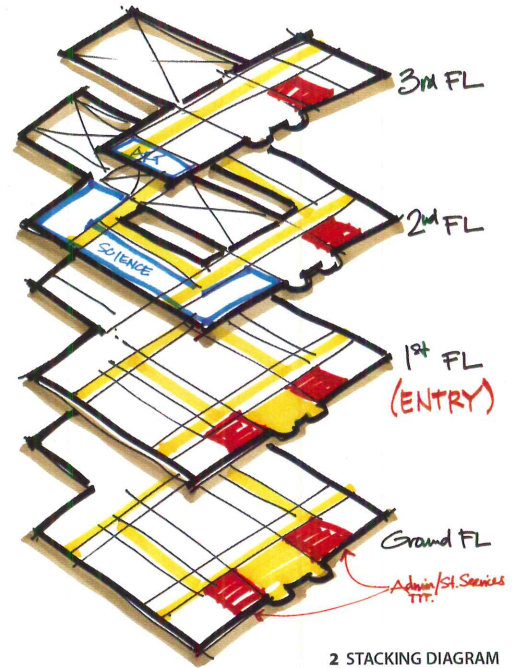 3rd FL
2nd FL
SCIENCE
1st FL
(ENTRY)
Ground FL
Admin/St. Services
2 STACKING DIAGRAM